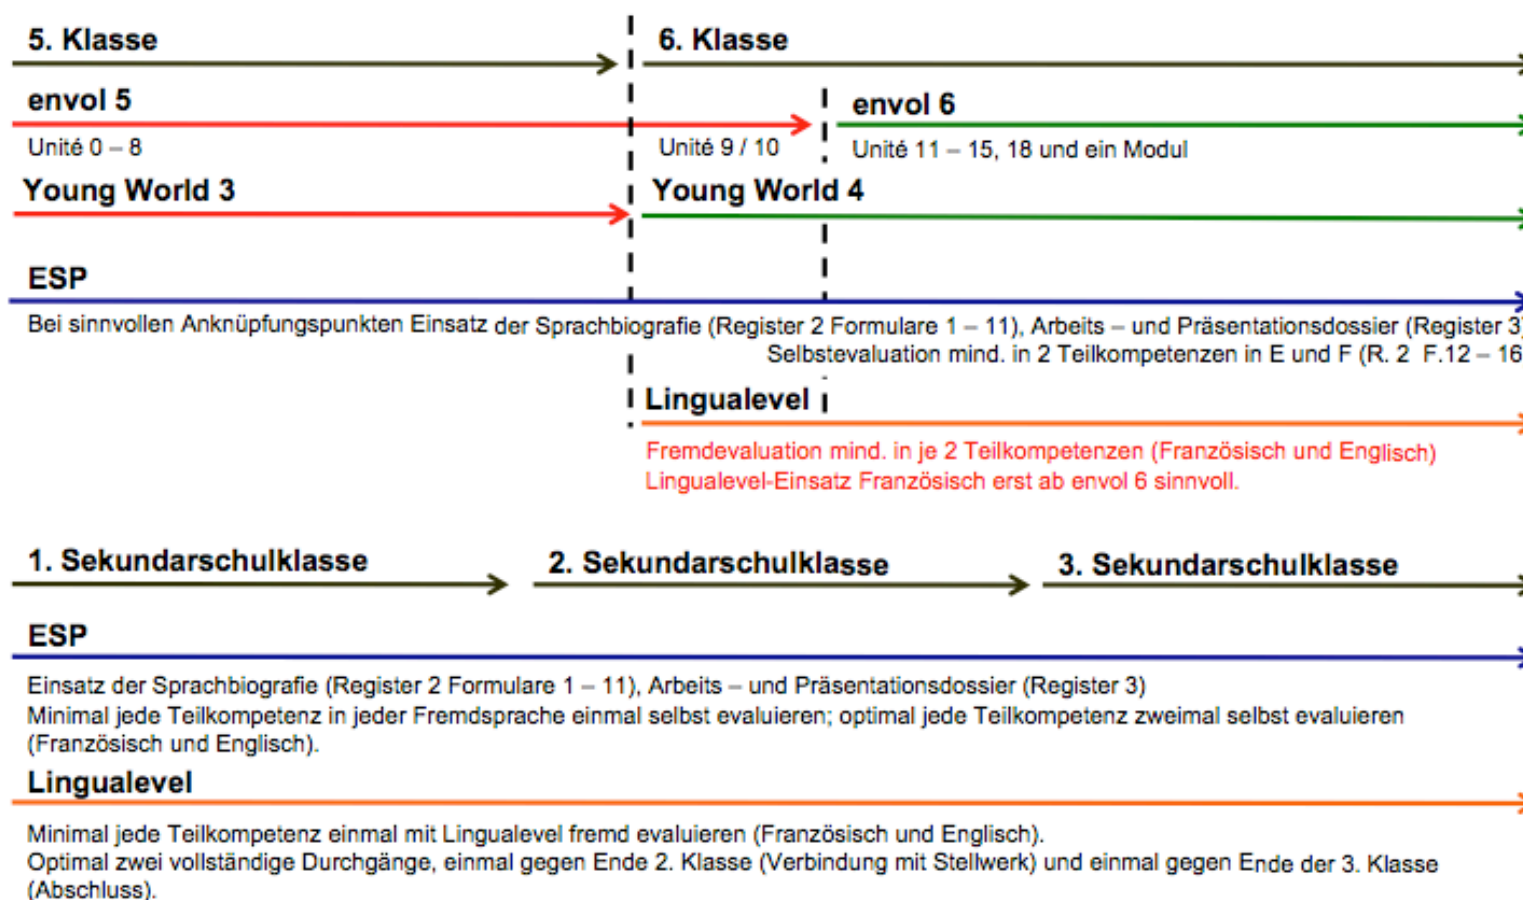 5. Klasse
6. Klasse
envol 5
envol 6
Unité 0 – 8
Unité 9 / 10
Unité 11 – 15, 18 und ein Modul
Young World 3
Young World 4
ESP
Bei sinnvollen Anknüpfungspunkten Einsatz der Sprachbiografie (Register 2 Formulare 1 – 11), Arbeits – und Präsentationsdossier (Register 3)
Selbstevaluation mind. in 2 Teilkompetenzen in E und F (R. 2 F.12 – 16
Lingualevel
Fremdevaluation mind. in je 2 Teilkompetenzen (Französisch und Englisch)
Lingualevel-Einsatz Französisch erst ab envol 6 sinnvoll.
1. Sekundarschulklasse
2. Sekundarschulklasse
3. Sekundarschulklasse
ESP
Einsatz der Sprachbiografie (Register 2 Formulare 1 – 11), Arbeits – und Präsentationsdossier (Register 3)
Minimal jede Teilkompetenz in jeder Fremdsprache einmal selbst evaluieren; optimal jede Teilkompetenz zweimal selbst evaluieren
(Französisch und Englisch).
Lingualevel
Minimal jede Teilkompetenz einmal mit Lingualevel fremd evaluieren (Französisch und Englisch).
Optimal zwei vollständige Durchgänge, einmal gegen Ende 2. Klasse (Verbindung mit Stellwerk) und einmal gegen Ende der 3. Klasse
(Abschluss).